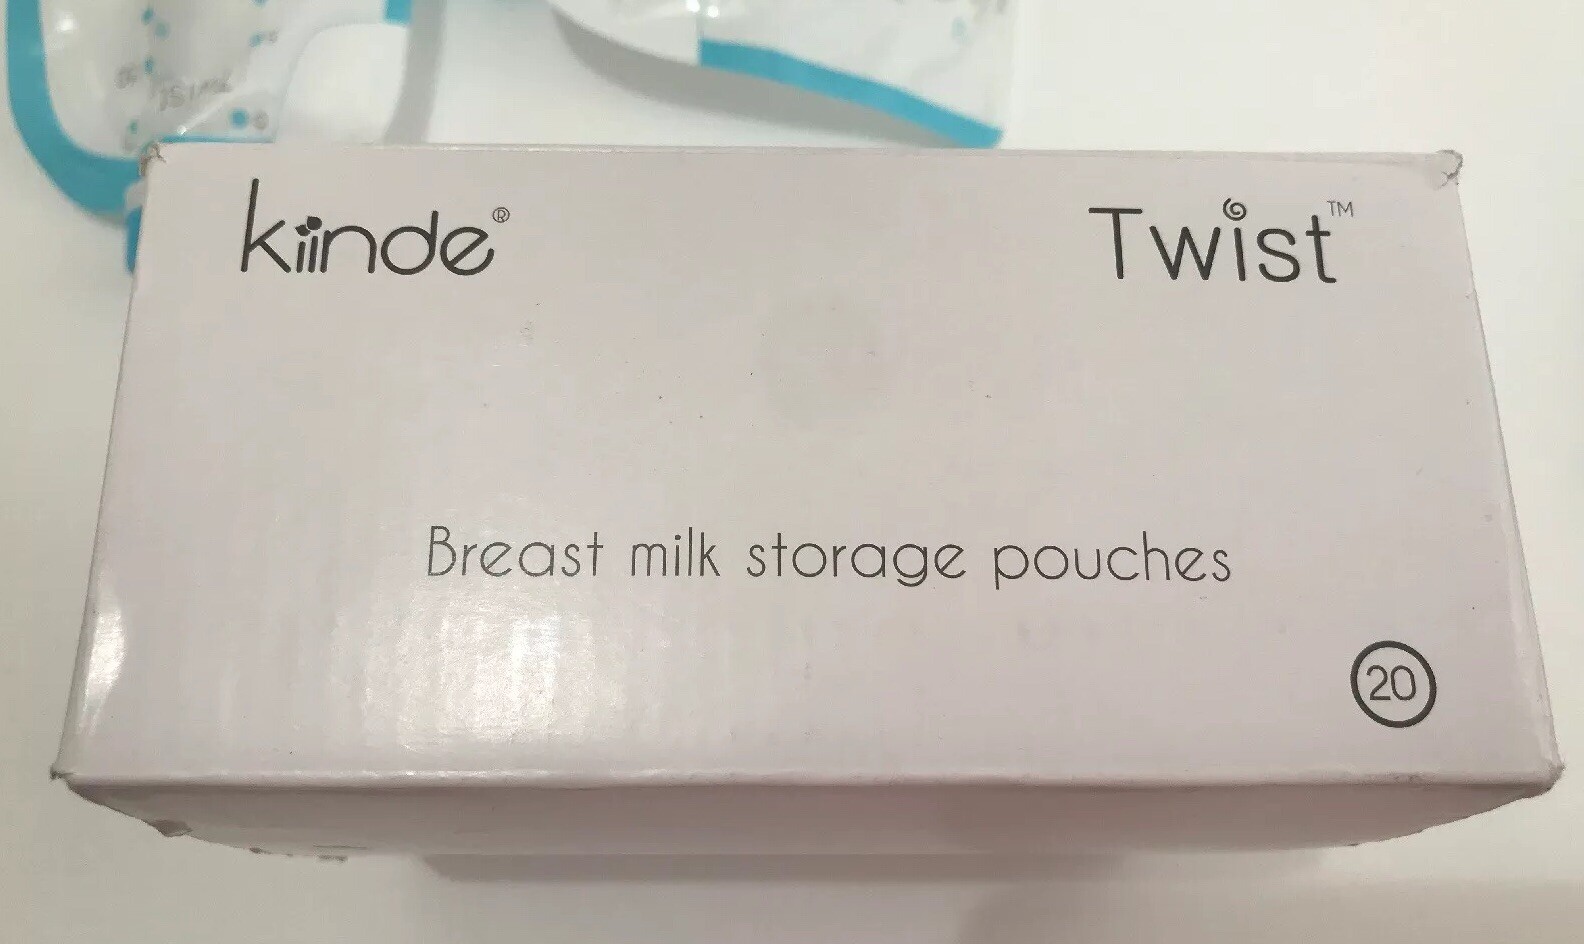 kiinde®
Twist™
Breast milk storage pouches
20